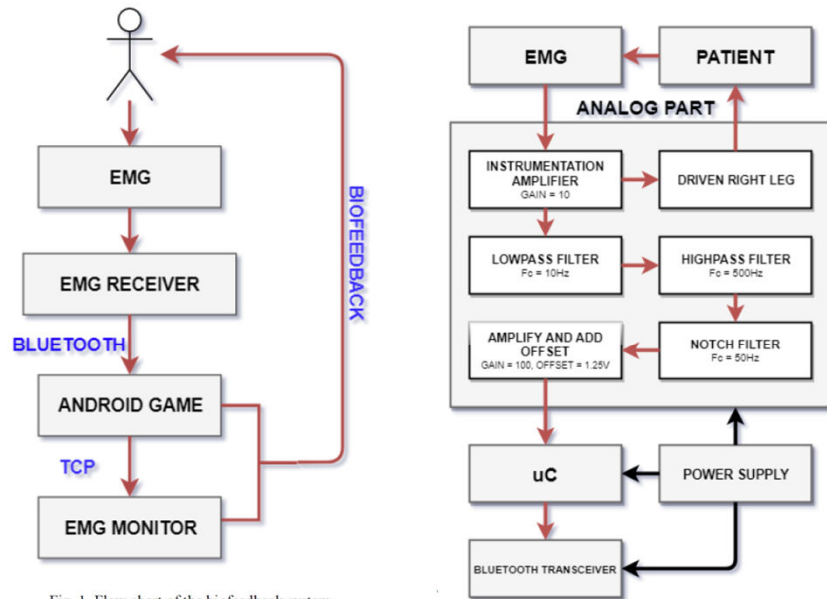 EMG
EMG RECEIVER
BLUETOOTH
ANDROID GAME
TCP
EMG MONITOR
BIOFEEDBACK
EMG
PATIENT
ANALOG PART
INSTRUMENTATION
AMPLIFIER
GAIN = 10
DRIVEN RIGHT LEG
LOWPASS FILTER
Fc = 10Hz
HIGHPASS FILTER
Fc = 500Hz
AMPLIFY AND ADD
OFFSET
GAIN = 100, OFFSET = 1.25V
NOTCH FILTER
Fc = 50Hz
uC
POWER SUPPLY
BLUETOOTH TRANSCEIVER